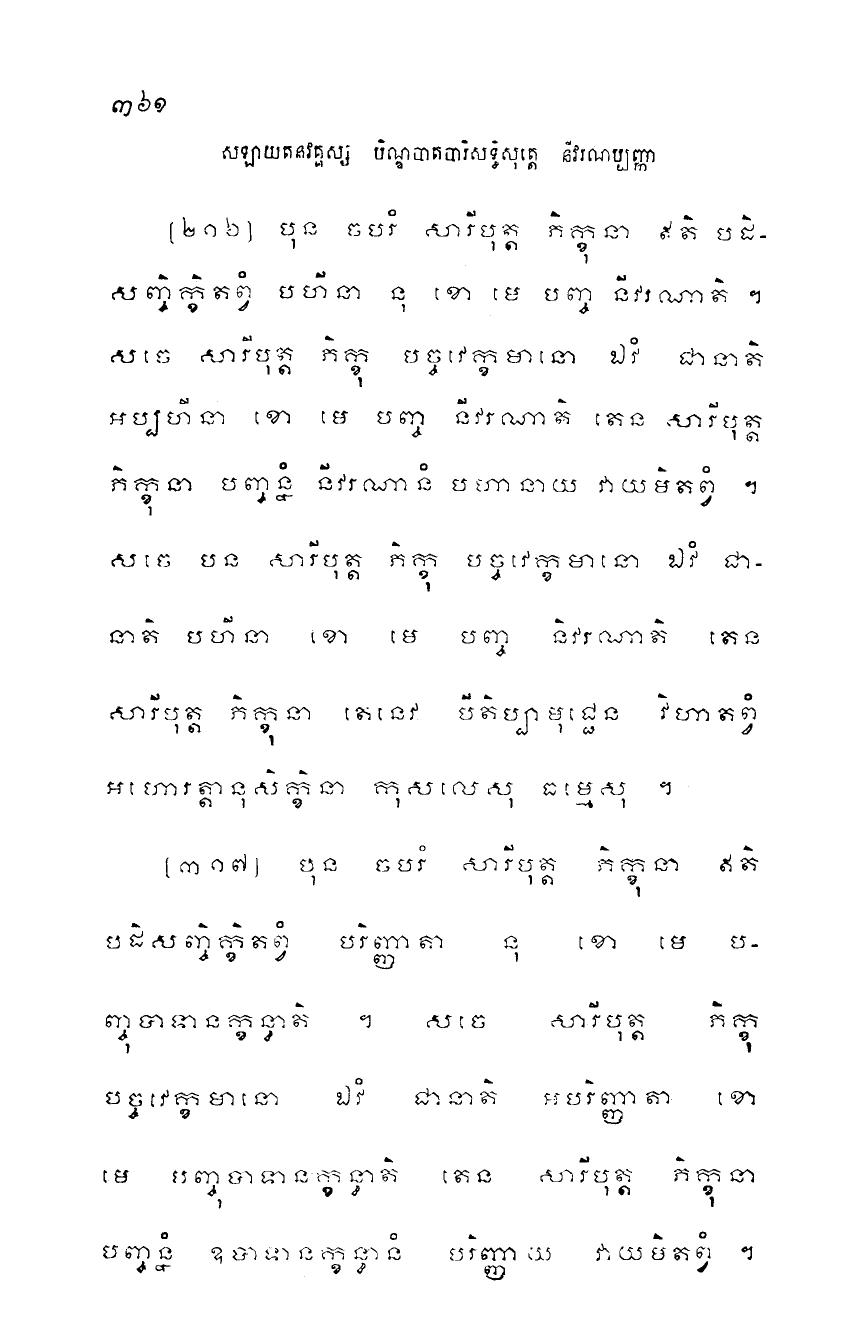 ៣៦១
សឡាយតនវគ្គស្ស បិណ្ឌបាតបារិសុទ្ធិសុត្តេ នីវរណប្បញ្ហា
[២១៦] បុន ចបរំ សារីបុត្ត ភិក្ខុនា ឥតិ បដិ-
សញ្ចិក្ខិតព្វំ បហីនា នុ ខោ មេ បញ្ច នីវរណាតិ ។
សចេ សារីបុត្ត ភិក្ខុ បច្ចវេក្ខមានោ ឯវំ ជានាតិ
អប្បហីនា ខោ មេ បញ្ច នីវរណាតិ តេន សារីបុត្ត
ភិក្ខុនា បញ្ចន្នំ នីវរណានំ បហានាយ វាយមិតព្វំ ។
សចេ បន សារីបុត្ត ភិក្ខុ បច្ចវេក្ខមានោ ឯវំ ជា-
នាតិ បហីនា ខោ មេ បញ្ច និវរណាតិ តេន
សារីបុត្ត ភិក្ខុនា តេនេវ បីតិប្បាមុជ្ជេន វិហាតព្វំ
អហោរត្តានុសិក្ខិនា កុសលេសុ ធម្មេសុ ។
[៣១៧] បុន ចបរំ សារីបុត្ត ភិក្ខុនា ឥតិ
បដិសញ្ចិក្ខិតព្វំ បរិញ្ញាតា នុ ខោ មេ ប-
ញ្ចុបាទានក្ខន្ធាតិ ។ សចេ សារីបុត្ត ភិក្ខុ
បច្ចវេក្ខមានោ ឯវំ ជានាតិ អបរិញ្ញាតា ខោ
មេ បញ្ចុបាទានក្ខន្ធាតិ តេន សារីបុត្ត ភិក្ខុនា
បញ្ចន្នំ ឧបាទានក្ខន្ធានំ បរិញ្ញាយ វាយមិតព្វំ ។